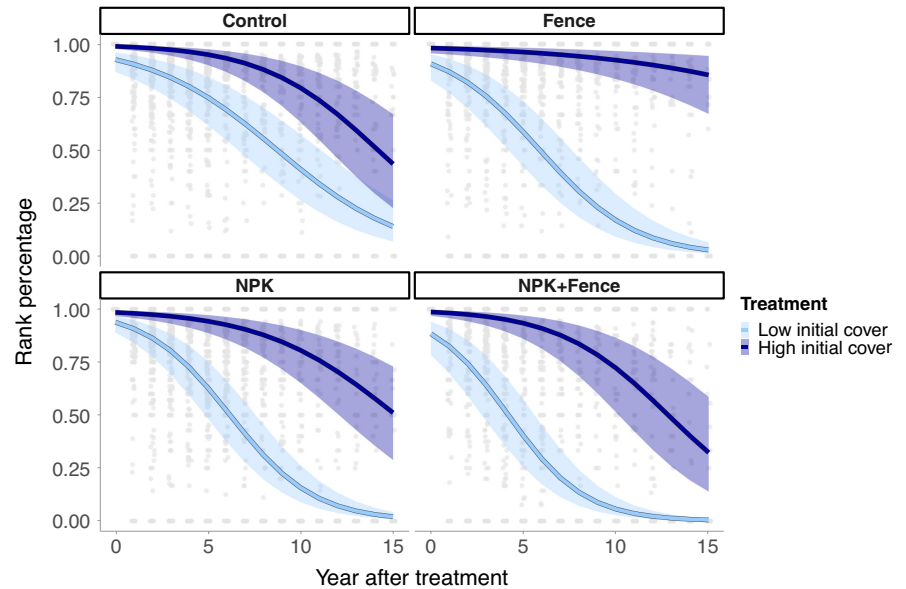 Control
Fence
1.00
0.75
0.50
0.25
0.00
NPK
NPK+Fence
1.00
0.75
0.50
0.25
0.00
0 5 10 15
0 5 10 15
Rank percentage
Year after treatment
Treatment
Low initial cover
High initial cover